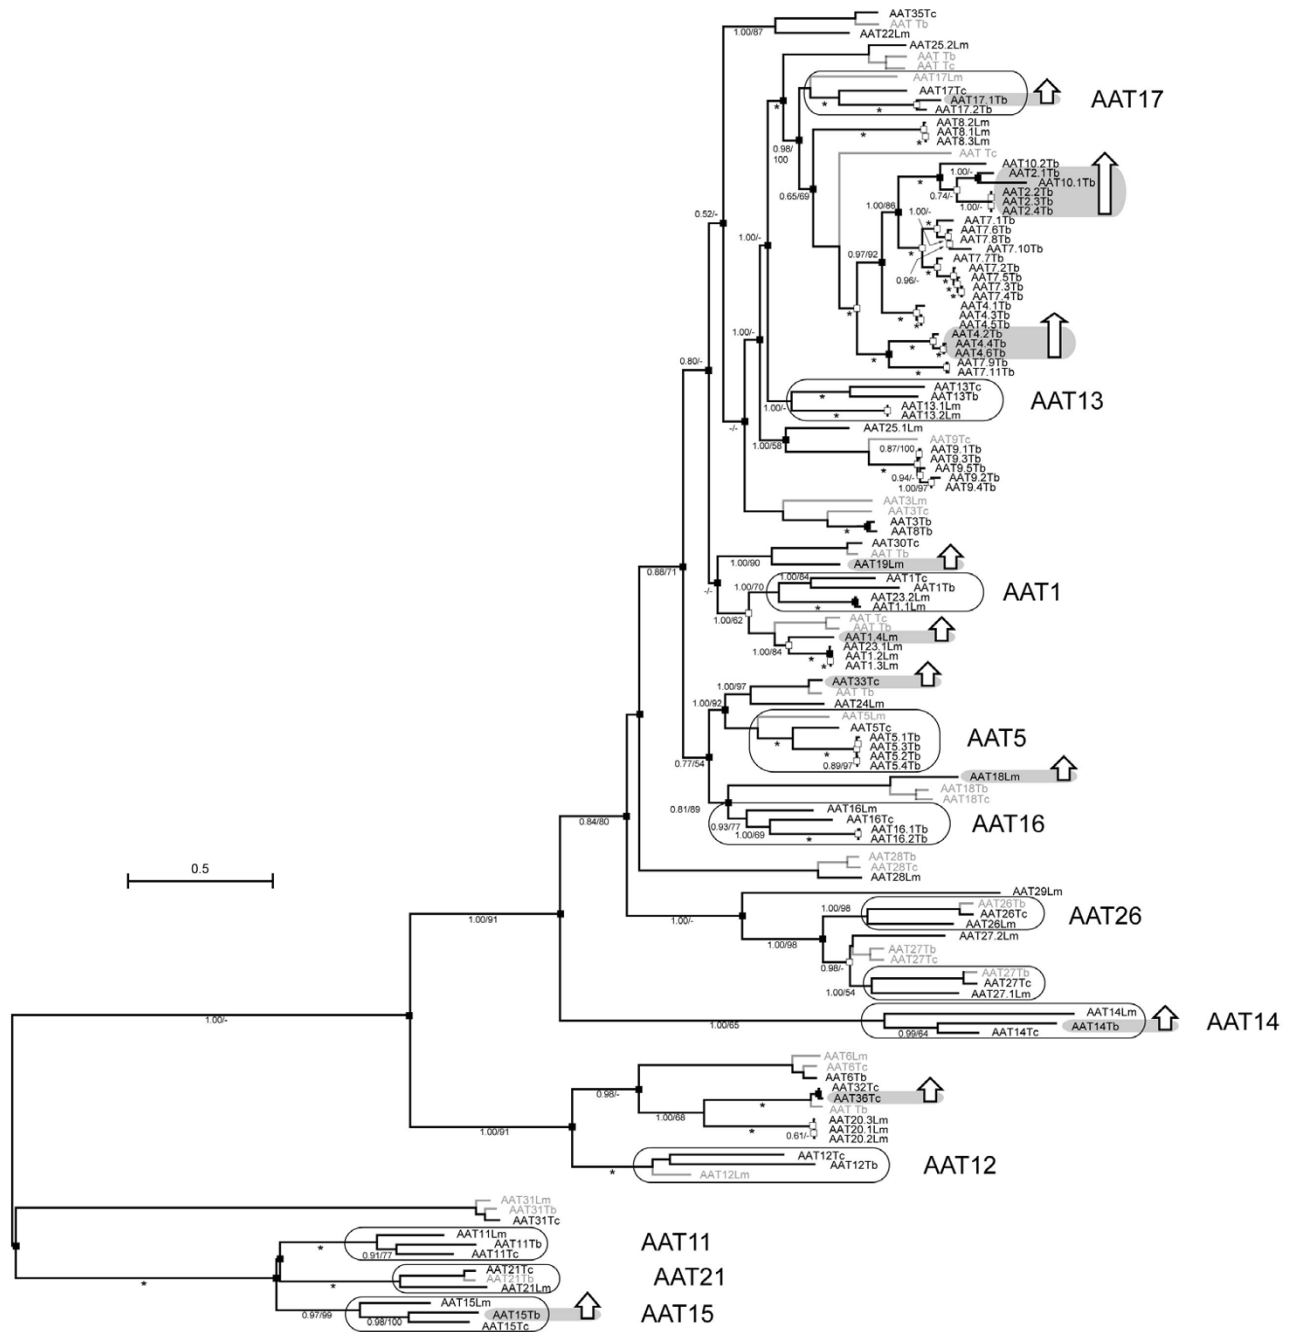 AAT35Tc
AAT Tb
1.00/87
AAT22Lm
AAT25.2Lm
AAT Tb
AAT Tc
AAT17Lm
AAT17Tc
AAT17.1Tb
AAT17
*
*
*
AAT17.2Tb
AAT8.2Lm
AAT8.1Lm
*
AAT8.3Lm
*
0.98/
100
AAT Tc
AAT10.2Tb
1.00/-
AAT2.1Tb
*
AAT10.1Tb
0.65/69
0.74/-
AAT2.2Tb
1.00/-
AAT2.3Tb
1.00/86
1.00/-
AAT2.4Tb
0.52/-
AAT7.1Tb
*
AAT7.6Tb
AAT7.8Tb
1.00/-
AAT7.10Tb
0.97/92
AAT7.7Tb
AAT7.2Tb
0.96/-
*
AAT7.5Tb
*
AAT7.3Tb
*
*
AAT7.4Tb
AAT4.1Tb
*
AAT4.3Tb
*
*
AAT4.5Tb
1.00/-
AAT4.2Tb
*
AAT4.4Tb
*
AAT4.6Tb
0.80/-
*
AAT7.9Tb
*
AAT7.11Tb
AAT13Tc
*
AAT13Tb
AAT13
1.00/-
AAT13.1Lm
*
AAT13.2Lm
-/-
AAT25.1Lm
1.00/58
AAT9Tc
0.87/100
AAT9.1Tb
AAT9.3Tb
*
AAT9.5Tb
0.94/-
AAT9.2Tb
1.00/97
AAT9.4Tb
AAT3Lm
AAT3Tc
AAT3Tb
*
AAT8Tb
AAT30Tc
AAT Tb
1.00/90
AAT19Lm
0.88/71
1.00/84
AAT1Tc
1.00/70
AAT1Tb
AAT1
-/-
AAT23.2Lm
*
AAT1.1Lm
1.00/62
AAT Tc
AAT Tb
AAT1.4Lm
AAT23.1Lm
1.00/84
AAT1.2Lm
*
*
AAT1.3Lm
1.00/97
AAT33Tc
AAT Tb
1.00/92
AAT24Lm
AAT5Lm
AAT5Tc
AAT5.1Tb
AAT5
*
AAT5.3Tb
*
AAT5.2Tb
0.77/54
0.89/97
AAT5.4Tb
AAT18Lm
AAT18Tb
AAT18Tc
0.81/89
AAT16Lm
AAT16Tc
AAT16
0.84/80
0.93/77
AAT16.1Tb
1.00/69
*
AAT16.2Tb
0.5
AAT28Tb
AAT28Tc
AAT28Lm
AAT29Lm
1.00/98
AAT26Tb
AAT26Tc
AAT26
1.00/91
1.00/-
AAT26Lm
AAT27.2Lm
1.00/98
AAT27Tb
AAT27Tc
0.98/-
AAT27Tb
AAT27Tc
1.00/54
AAT27.1Lm
1.00/-
AAT14Lm
1.00/65
AAT14Tb
AAT14
0.99/64
AAT14Tc
AAT6Lm
AAT6Tc
AAT6Tb
AAT32Tc
0.98/-
AAT36Tc
*
AAT Tb
1.00/68
AAT20.3Lm
1.00/91
*
AAT20.1Lm
0.61/-
AAT20.2Lm
AAT12Tc
AAT12Tb
AAT12
*
AAT12Lm
AAT31Lm
AAT31Tb
AAT31Tc
AAT11Lm
*
AAT11Tb
AAT11
0.91/77
AAT11Tc
AAT21Tc
*
*
AAT21Tb
AAT21
AAT21Lm
AAT15Lm
0.97/99
AAT15Tb
AAT15
0.98/100
AAT15Tc